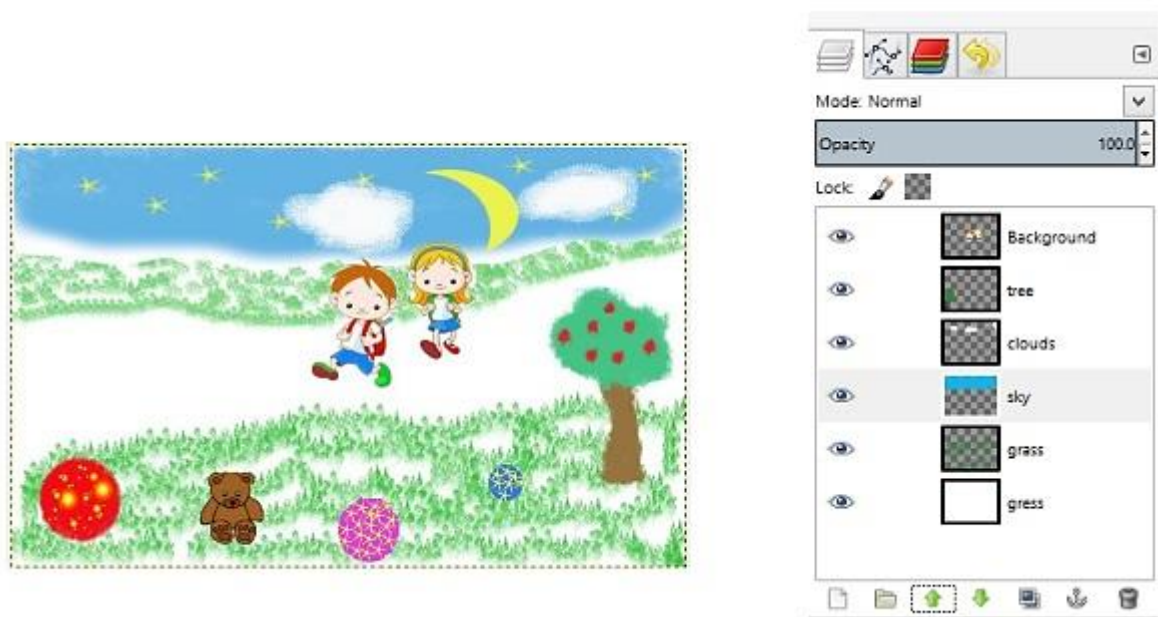 Mode: Normal
Opacity 100.0
Lock:
Background
tree
clouds
sky
grass
gress